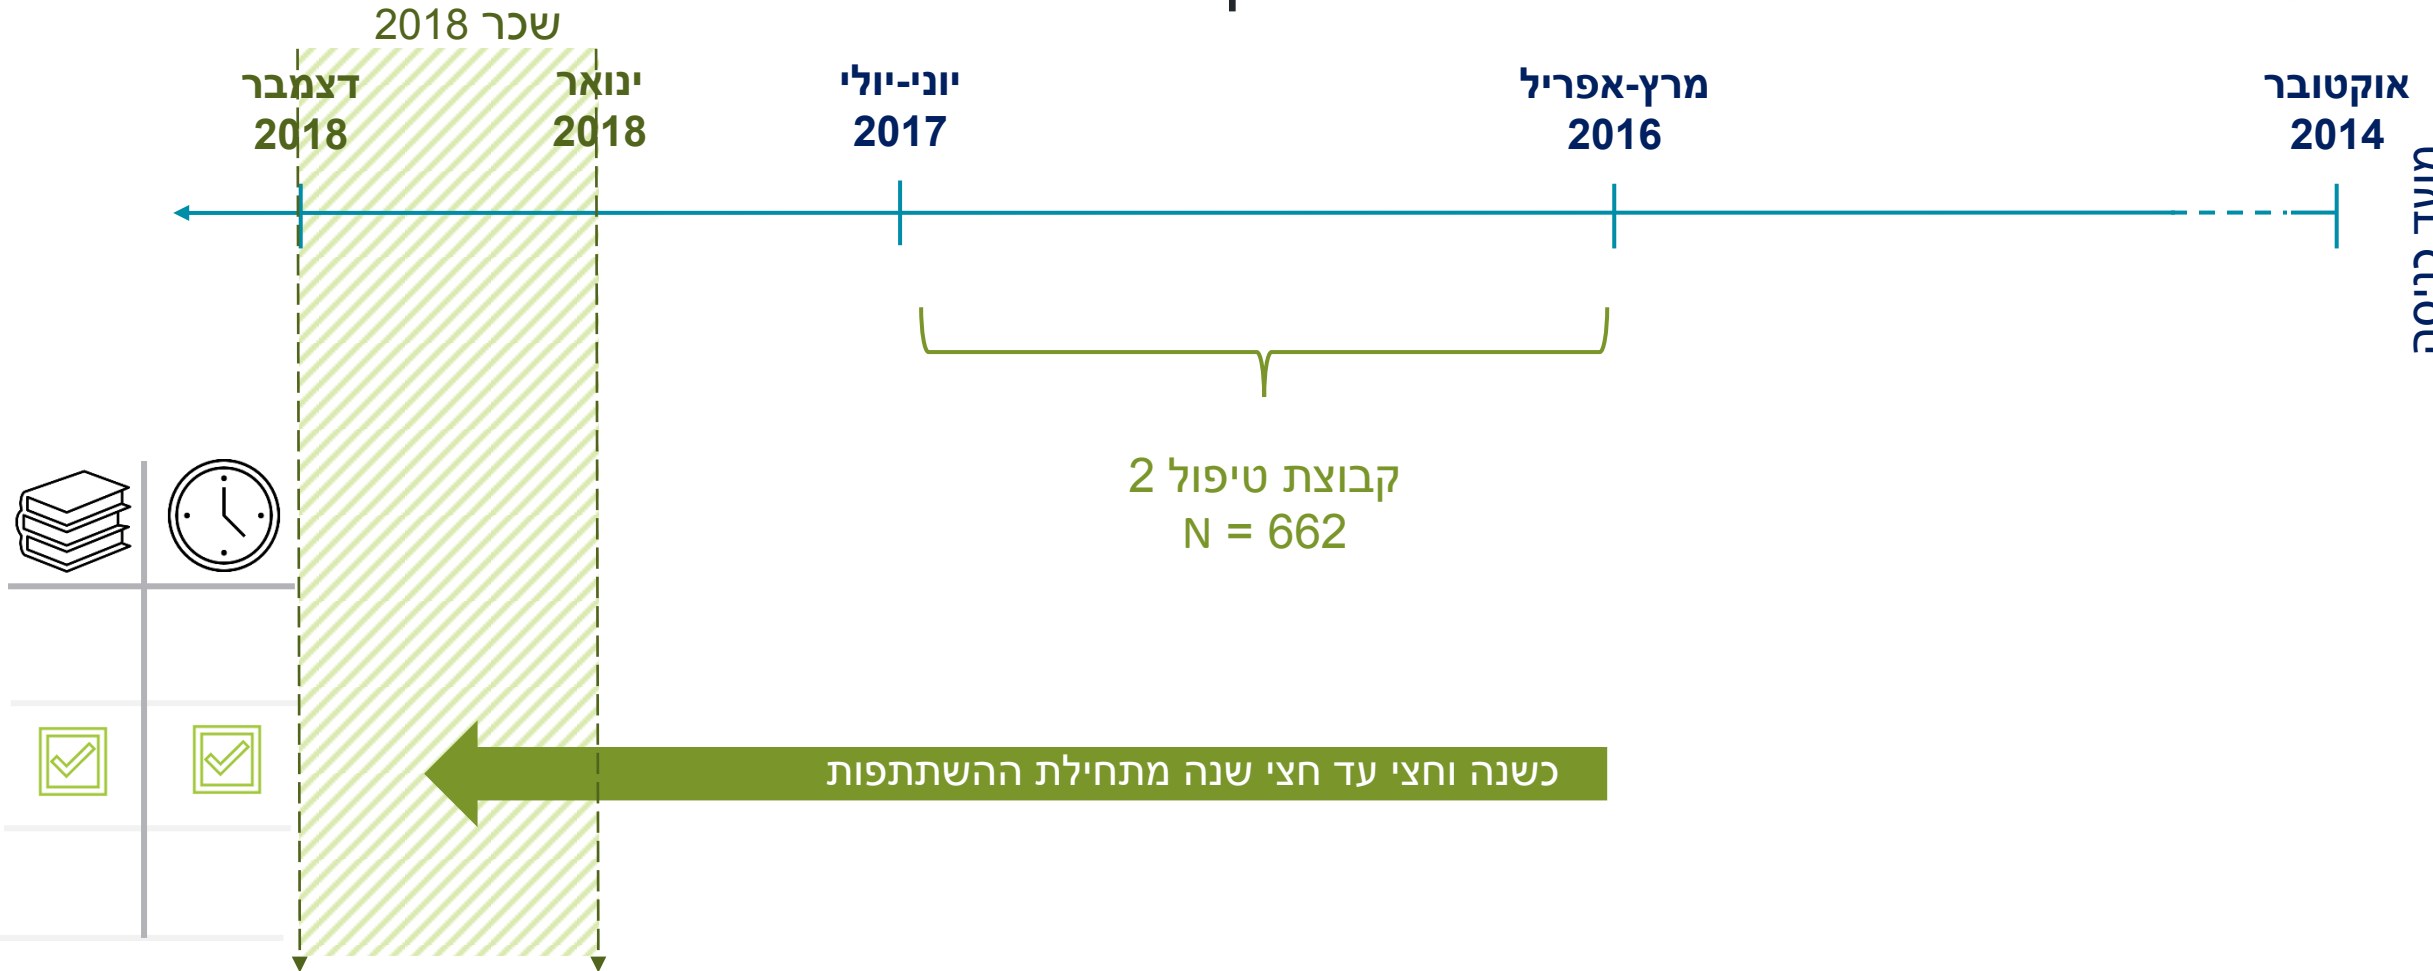 שכר 2018
אוקטובר
2014
מרץ-אפריל
2016
יוני-יולי
2017
ינואר
2018
דצמבר
2018
קבוצת טיפול 2
N = 662
כשנה וחצי עד חצי שנה מתחילת ההשתתפות